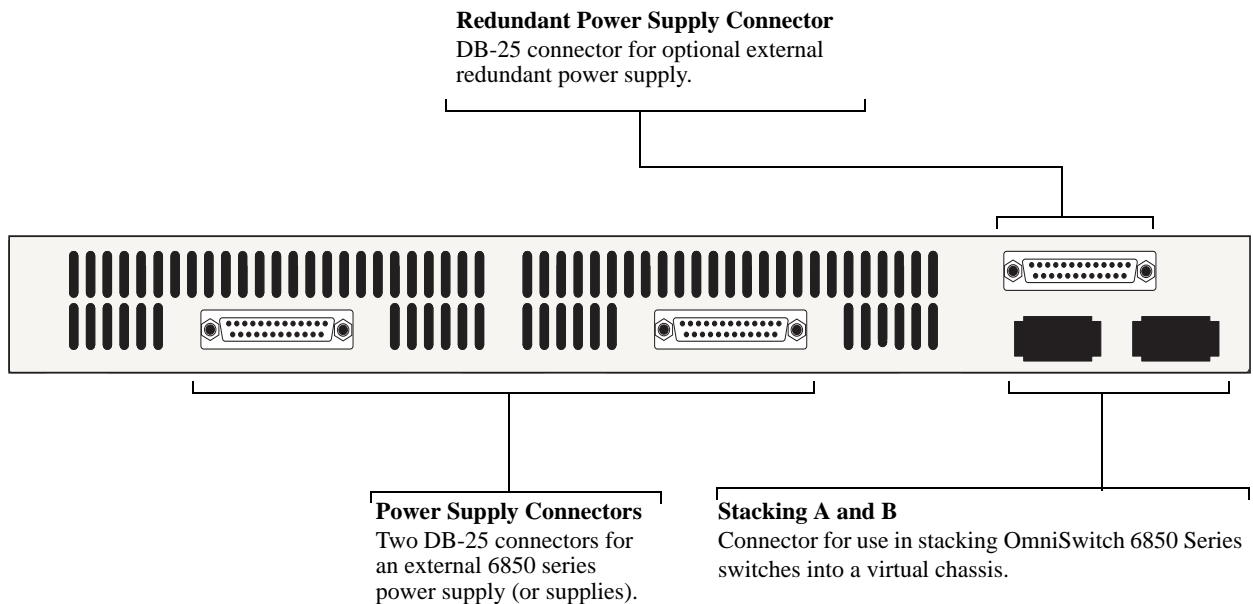 Redundant Power Supply Connector
DB-25 connector for optional external
redundant power supply.
Power Supply Connectors
Two DB-25 connectors for
an external 6850 series
power supply (or supplies).
Stacking A and B
Connector for use in stacking OmniSwitch 6850 Series
switches into a virtual chassis.